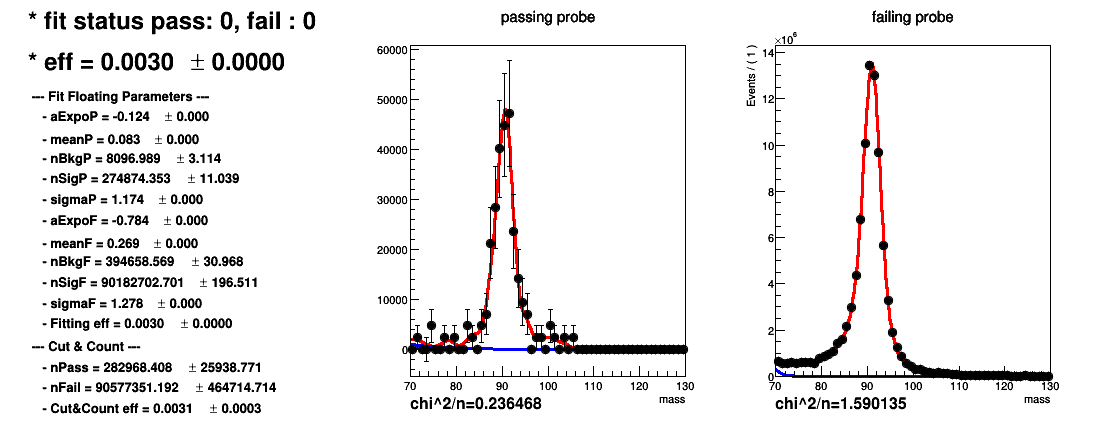 * fit status pass: 0, fail : 0
* eff = 0.0030 ± 0.0000
--- Fit Floating Parameters ---
- aExpoP = -0.124 ± 0.000
- meanP = 0.083 ± 0.000
- nBkgP = 8096.989 ± 3.114
- nSigP = 274874.353 ± 11.039
- sigmaP = 1.174 ± 0.000
- aExpoF = -0.784 ± 0.000
- meanF = 0.269 ± 0.000
- nBkgF = 394658.569 ± 30.968
- nSigF = 90182702.701 ± 196.511
- sigmaF = 1.278 ± 0.000
- Fitting eff = 0.0030 ± 0.0000
--- Cut & Count ---
- nPass = 282968.408 ± 25938.771
- nFail = 90577351.192 ± 464714.714
- Cut&Count eff = 0.0031 ± 0.0003
passing probe
60000
50000
40000
30000
20000
10000
0
70 80 90 100 110 120 130
mass
chi^2/n=0.236468
failing probe
×10⁶
Events / ( 1 )
14
12
10
8
6
4
2
0
70 80 90 100 110 120 130
mass
chi^2/n=1.590135